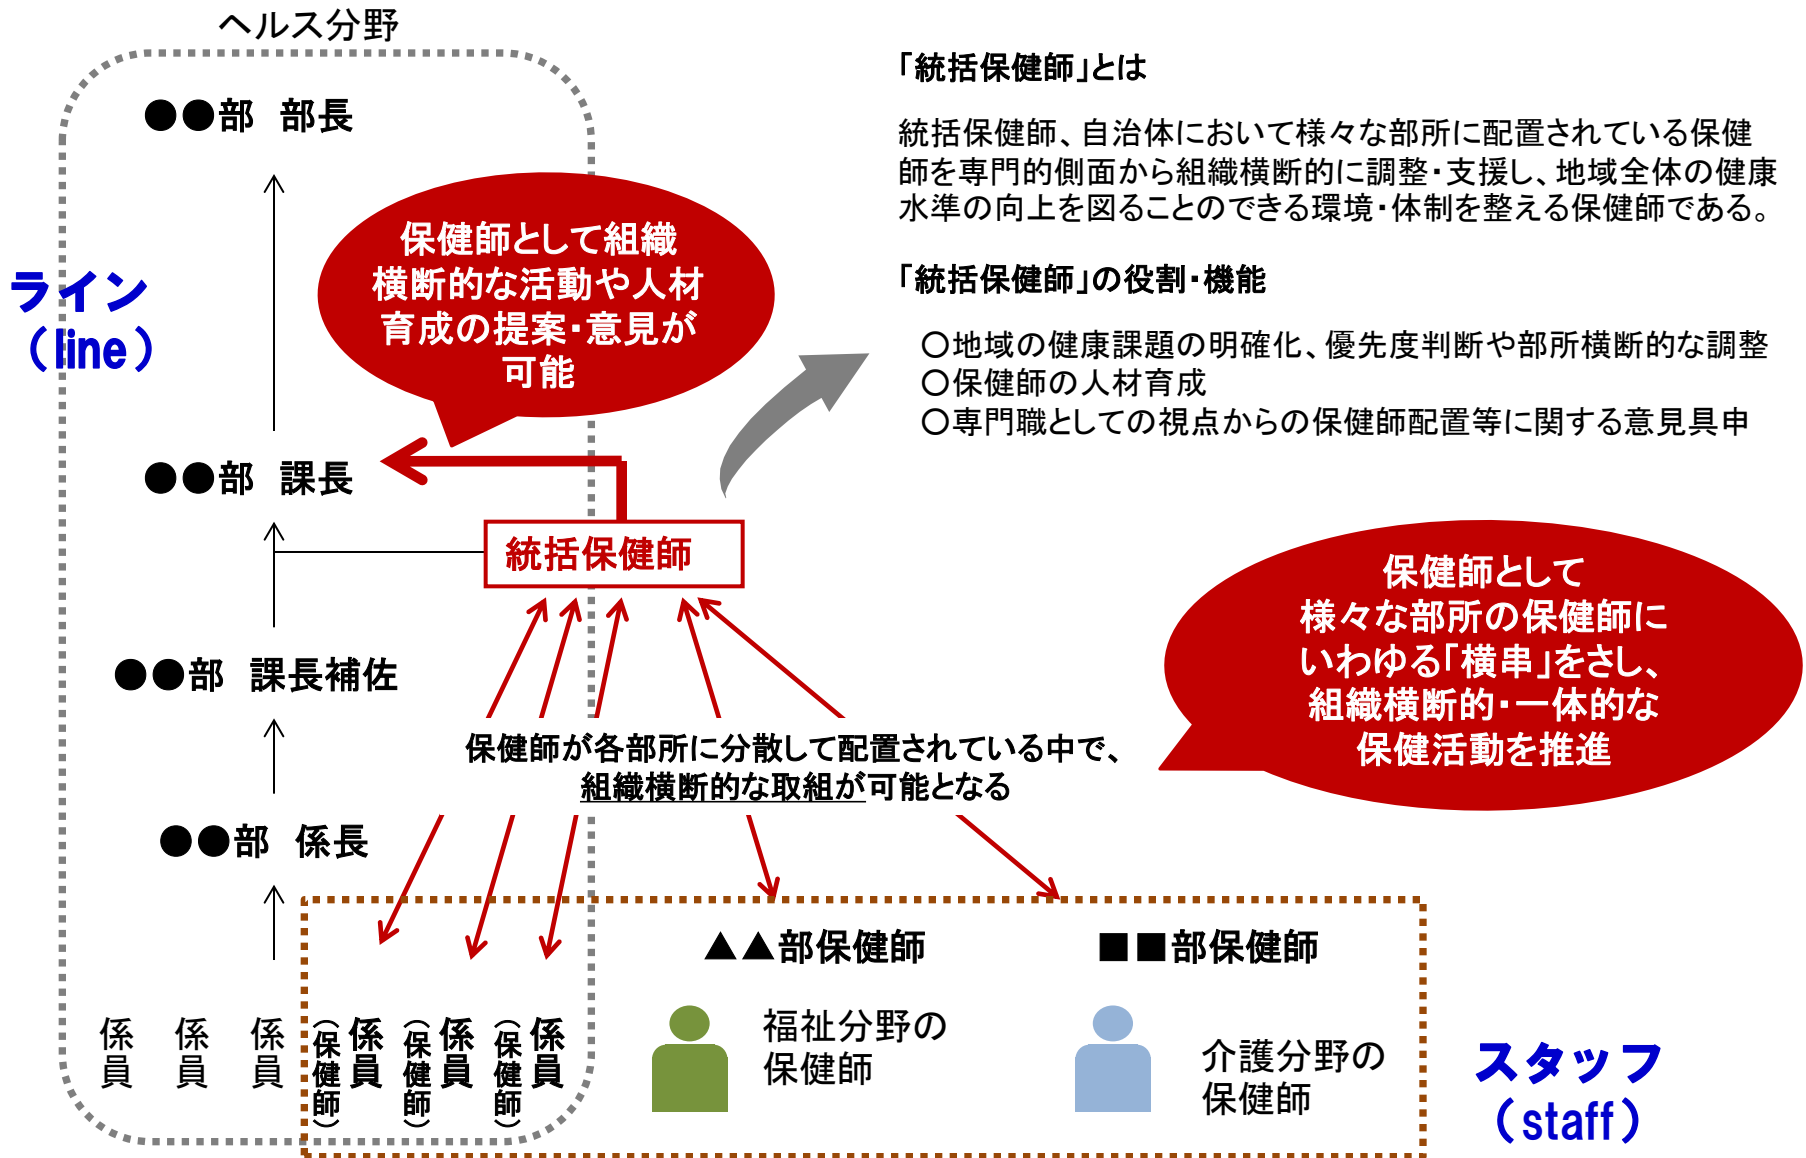 ヘルス分野
●●部　部長
保健師として組織
横断的な活動や人材
育成の提案・意見が
可能
ライン
（line）
●●部　課長
統括保健師
●●部　課長補佐
●●部　係長
係員
係員
係員
係員
（保健師）
係員
（保健師）
係員
（保健師）
「統括保健師」とは
統括保健師、自治体において様々な部所に配置されている保健
師を専門的側面から組織横断的に調整・支援し、地域全体の健康
水準の向上を図ることのできる環境・体制を整える保健師である。
「統括保健師」の役割・機能
○地域の健康課題の明確化、優先度判断や部所横断的な調整
○保健師の人材育成
○専門職としての視点からの保健師配置等に関する意見具申
保健師として
様々な部所の保健師に
いわゆる「横串」をさし、
組織横断的・一体的な
保健活動を推進
保健師が各部所に分散して配置されている中で、
組織横断的な取組が可能となる
▲▲部保健師
福祉分野の
保健師
■■部保健師
介護分野の
保健師
スタッフ
（staff）